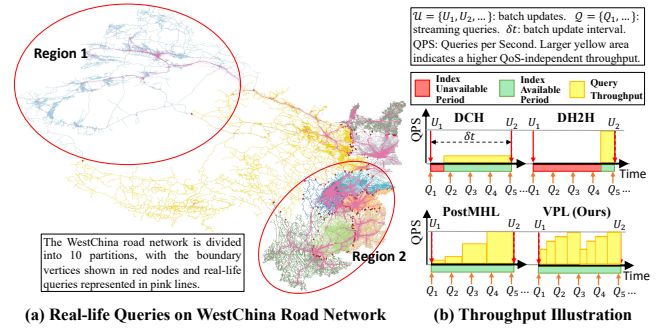 Region 1
Region 2
The WestChina road network is divided
into 10 partitions, with the boundary
vertices shown in red nodes and real-life
queries represented in pink lines.
(a) Real-life Queries on WestChina Road Network
𝒰 = {U₁, U₂, …}: batch updates. 𝒬 = {Q₁, …}:
streaming queries. δt: batch update interval.
QPS: Queries per Second. Larger yellow area
indicates a higher QoS-independent throughput.
Index Unavailable Period
Index Available Period
Query Throughput
DCH
DH2H
QPS
U₁
U₂
δt
U₁
U₂
Time
Q₁ Q₂ Q₃ Q₄ Q₅ ...
Q₁ Q₂ Q₃ Q₄ Q₅ ...
PostMHL
VPL (Ours)
QPS
U₁
U₂
U₁
U₂
Time
Q₁ Q₂ Q₃ Q₄ Q₅ ...
Q₁ Q₂ Q₃ Q₄ Q₅ ...
(b) Throughput Illustration